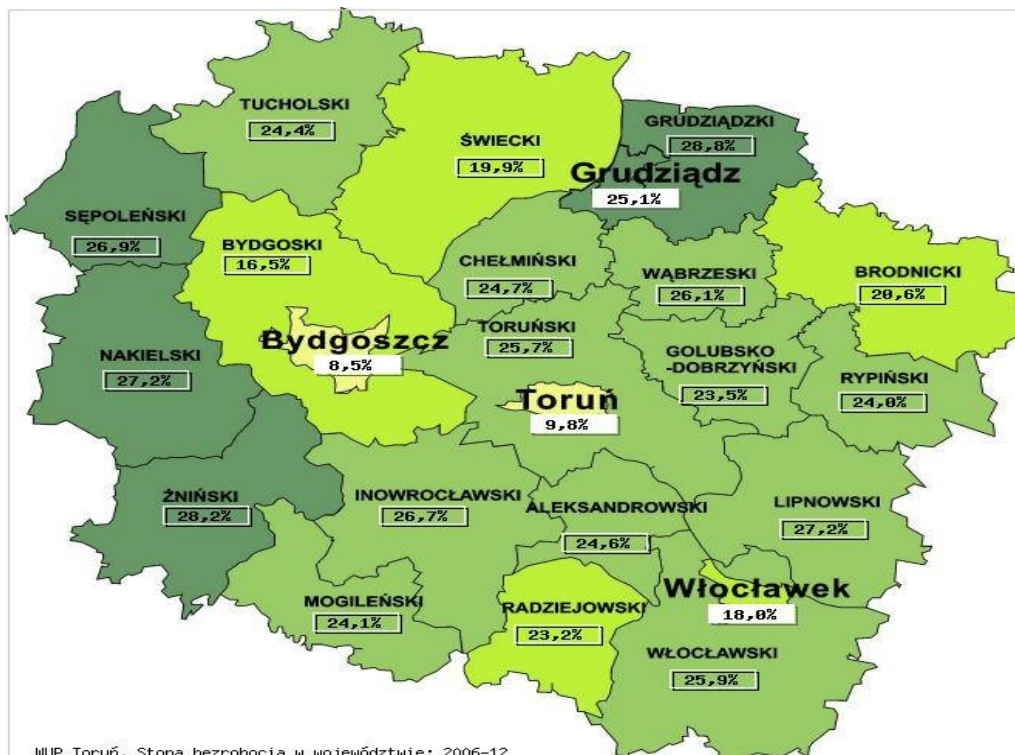 TUCHOLSKI
24,4%
ŚWIECKI
19,9%
GRUDZIĄDZKI
28,8%
Grudziądz
25,1%
SĘPOLEŃSKI
26,9%
BYDGOSKI
16,5%
CHEŁMIŃSKI
24,7%
WĄBRZESKI
26,1%
BRODNICKI
20,6%
Bydgoszcz
8,5%
TORUŃSKI
25,7%
NAKIELSKI
27,2%
GOLUBSKO
-DOBRZYŃSKI
23,5%
RYPIŃSKI
24,0%
Toruń
9,8%
ŻNIŃSKI
28,2%
INOWROCŁAWSKI
26,7%
ALEKSANDROWSKI
24,6%
LIPNOWSKI
27,2%
Włocławek
18,0%
MOGILEŃSKI
24,1%
RADZIEJOWSKI
23,2%
WŁOCŁAWSKI
25,9%
WUP Toruń. Stopa bezrobocia w województwie: 2006-12